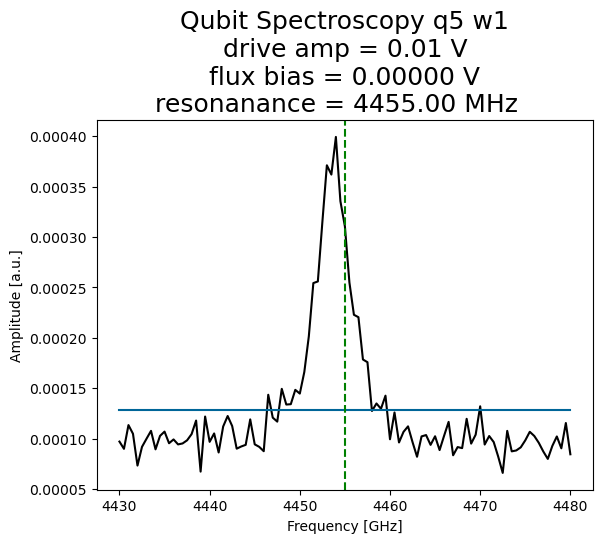 Qubit Spectroscopy q5 w1
drive amp = 0.01 V
flux bias = 0.00000 V
resonanance = 4455.00 MHz
0.00040
0.00035
0.00030
0.00025
0.00020
0.00015
0.00010
0.00005
Amplitude [a.u.]
4430 4440 4450 4460 4470 4480
Frequency [GHz]